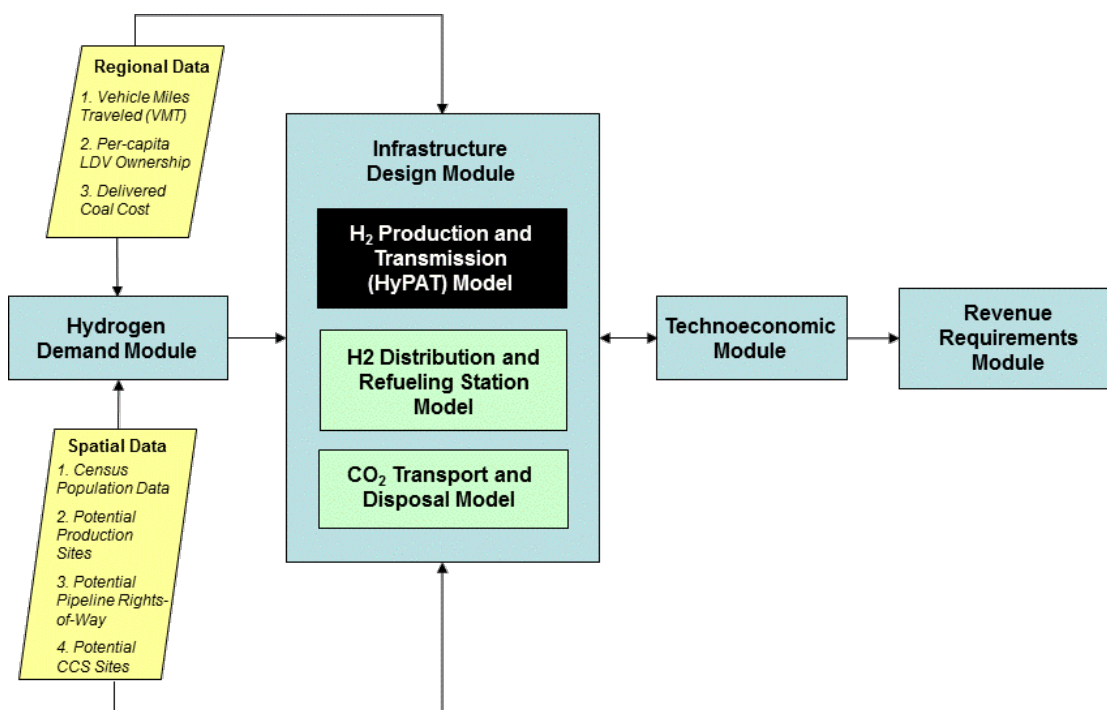 Regional Data
1. Vehicle Miles
Traveled (VMT)
2. Per-capita
LDV Ownership
3. Delivered
Coal Cost
Hydrogen
Demand Module
Spatial Data
1. Census
Population Data
2. Potential
Production
Sites
3. Potential
Pipeline Rights-
of-Way
4. Potential
CCS Sites
Infrastructure
Design Module
H₂ Production and
Transmission
(HyPAT) Model
H2 Distribution and
Refueling Station
Model
CO₂ Transport and
Disposal Model
Technoeconomic
Module
Revenue
Requirements
Module